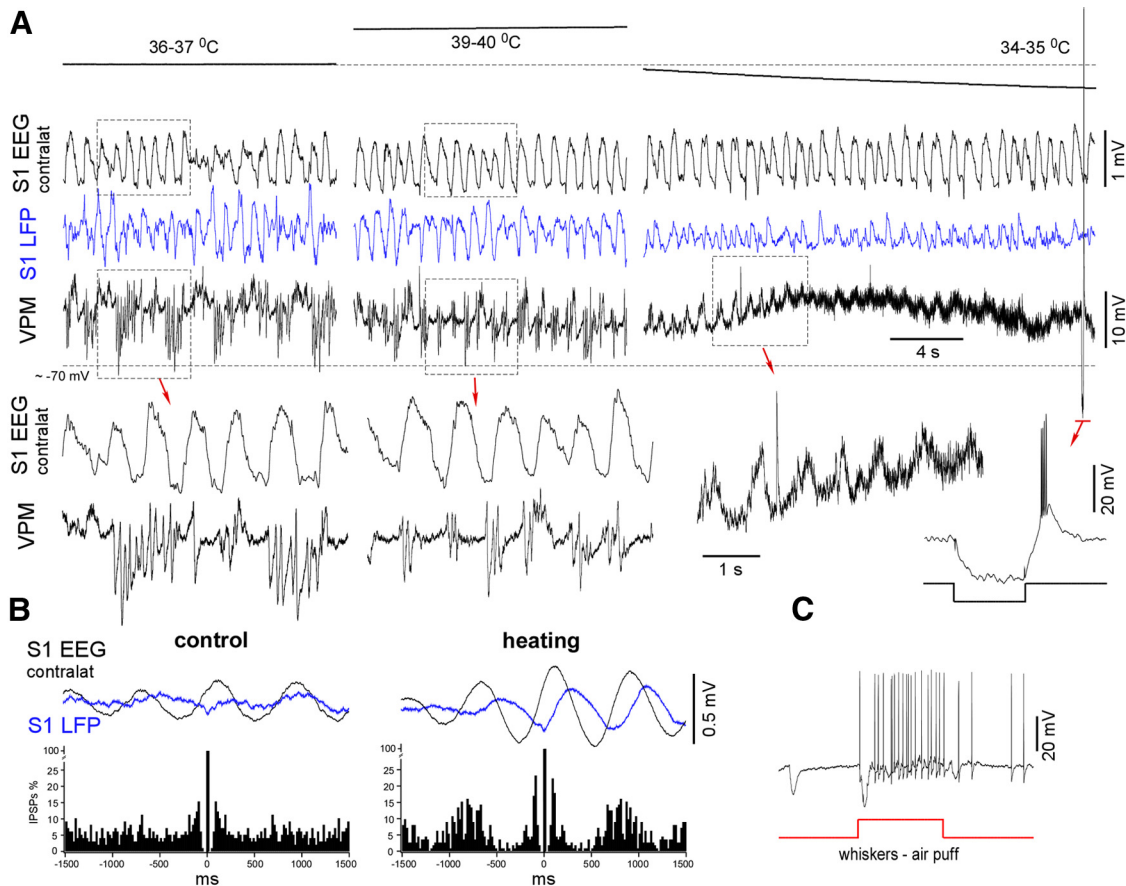 A
36-37 ⁰C
39-40 ⁰C
34-35 ⁰C
S1 EEG
contralat
1 mV
S1 LFP
VPM
10 mV
4 s
~ -70 mV
S1 EEG
contralat
VPM
20 mV
1 s
B
control
heating
S1 EEG
contralat
S1 LFP
0.5 mV
IPSPs %
100
25
20
15
10
5
0
-1500
-1000
-500
0
500
1000
1500
ms
100
25
20
15
10
5
0
-1500
-1000
-500
0
500
1000
1500
ms
C
20 mV
whiskers - air puff